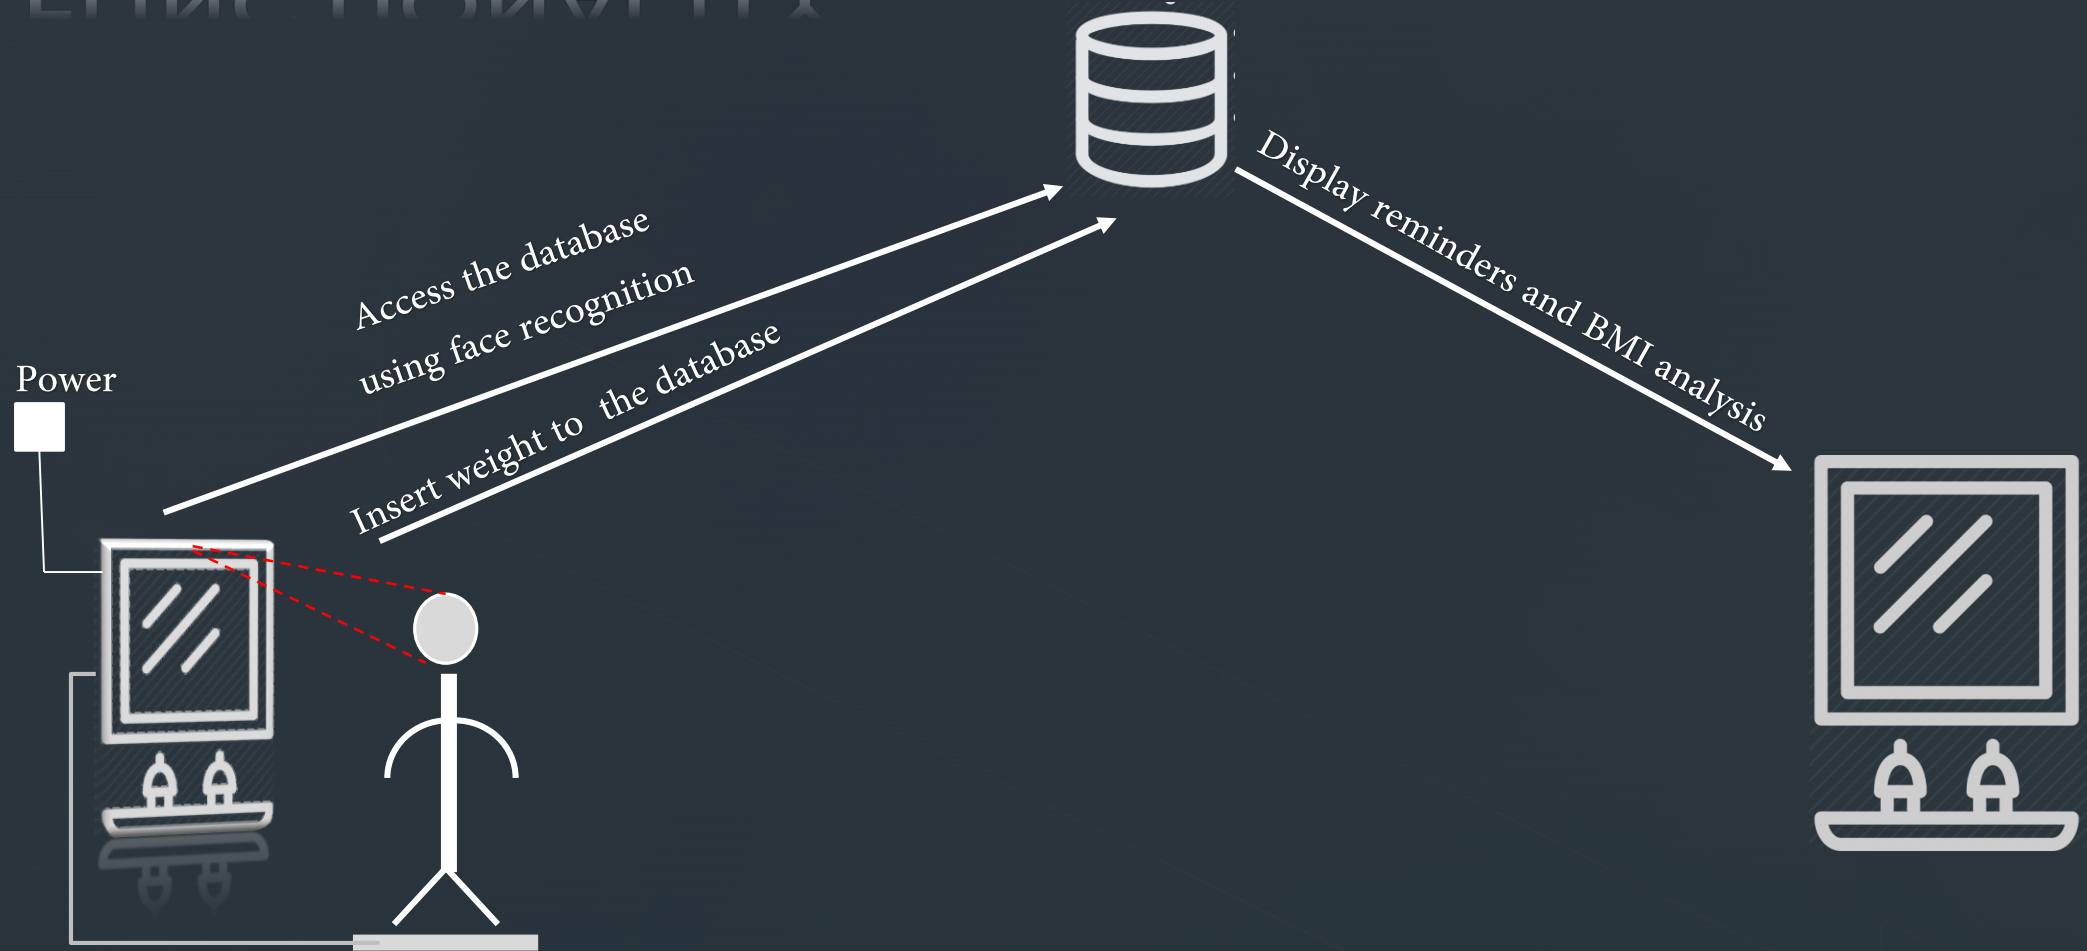 Access the database
using face recognition
Insert weight to the database
Display reminders and BMI analysis
Power